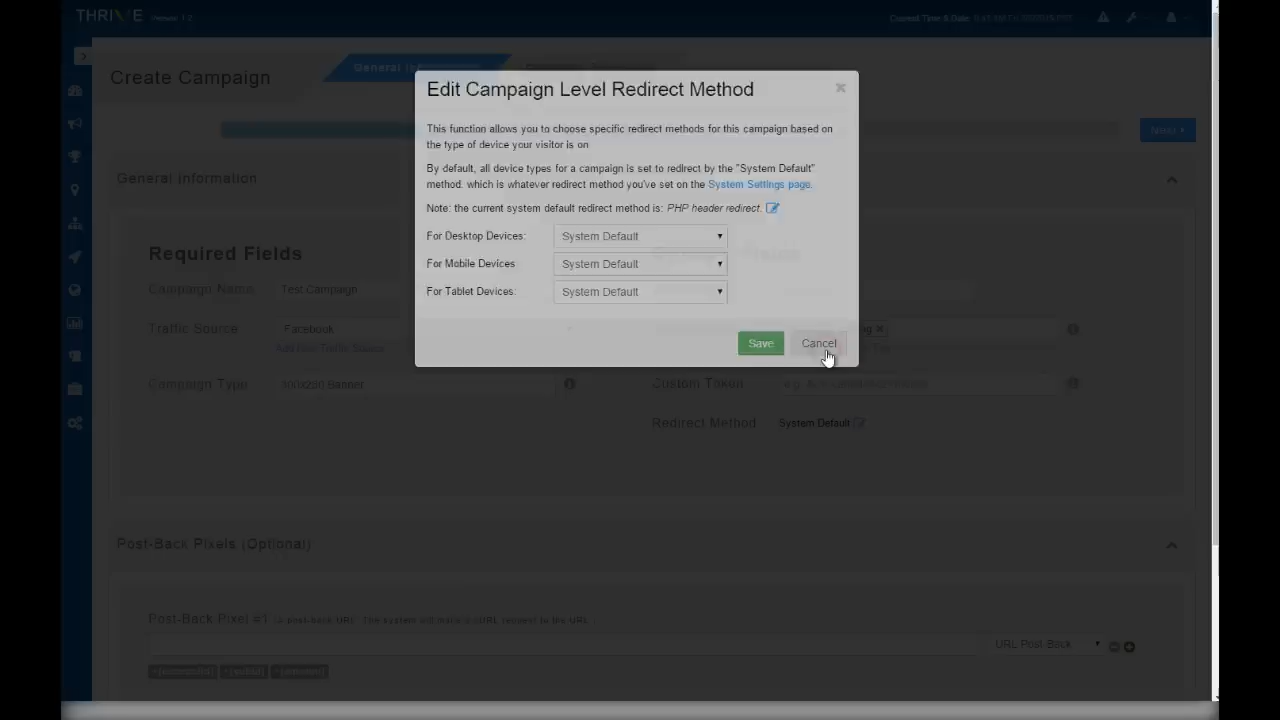 THRIVE
Create Campaign
General In
Edit Campaign Level Redirect Method
This function allows you to choose specific redirect methods for this campaign based on
the type of device your visitor is on
By default, all device types for a campaign is set to redirect by the "System Default"
method. which is whatever redirect method you've set on the System Settings page.
Note: the current system default redirect method is: PHP header redirect.
For Desktop Devices: System Default
For Mobile Devices System Default
For Tablet Devices: System Default
Save Cancel
Next
General Information
Required Fields
Campaign Name Test Campaign
Traffic Source Facebook
Add New Traffic Source
Campaign Type Banner
Custom Token
Redirect Method System Default
Post-Back Pixels (Optional)
Post-Back Pixel #1
URL Post-Back